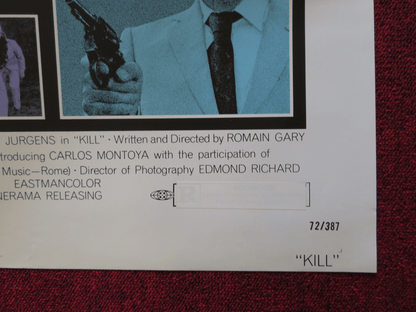 JURGENS in "KILL" · Written and Directed by ROMAIN GARY
troducing CARLOS MONTOYA with the participation of
Music—Rome) · Director of Photography EDMOND RICHARD
EASTMANCOLOR
NERAMA RELEASING
72/387
"KILL"